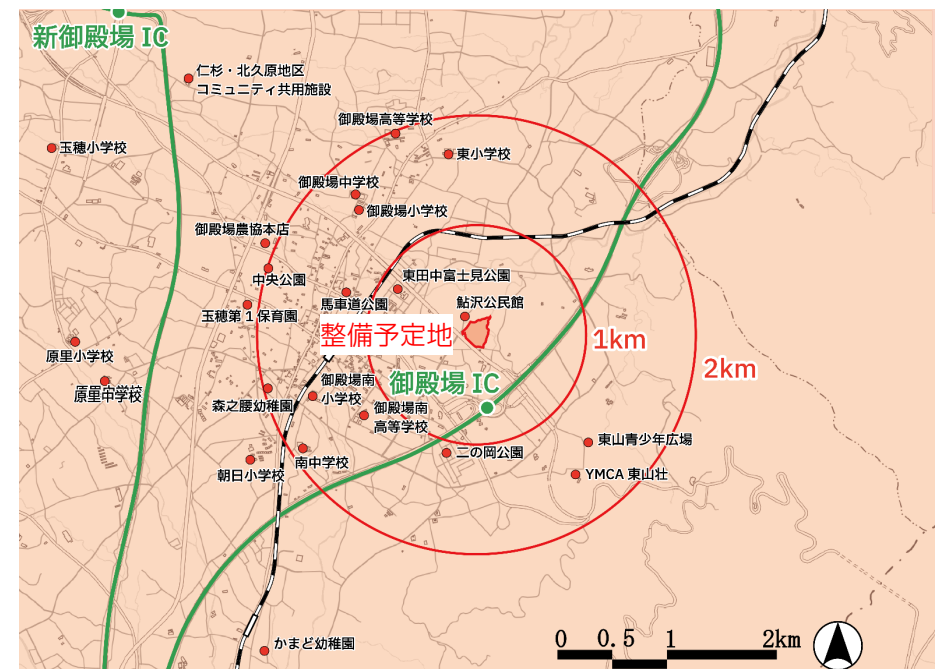 新御殿場 IC
仁杉・北久原地区
コミュニティ共用施設
御殿場高等学校
玉穂小学校
東小学校
御殿場中学校
御殿場小学校
御殿場農協本店
中央公園
東田中富士見公園
馬車道公園
鮎沢公民館
玉穂第１保育園
整備予定地
1km
原里小学校
2km
御殿場 IC
御殿場南
小学校
原里中学校
森之腰幼稚園
御殿場南
高等学校
東山青少年広場
二の岡公園
南中学校
朝日小学校
YMCA 東山荘
かまど幼稚園
0 0.5 1 2km